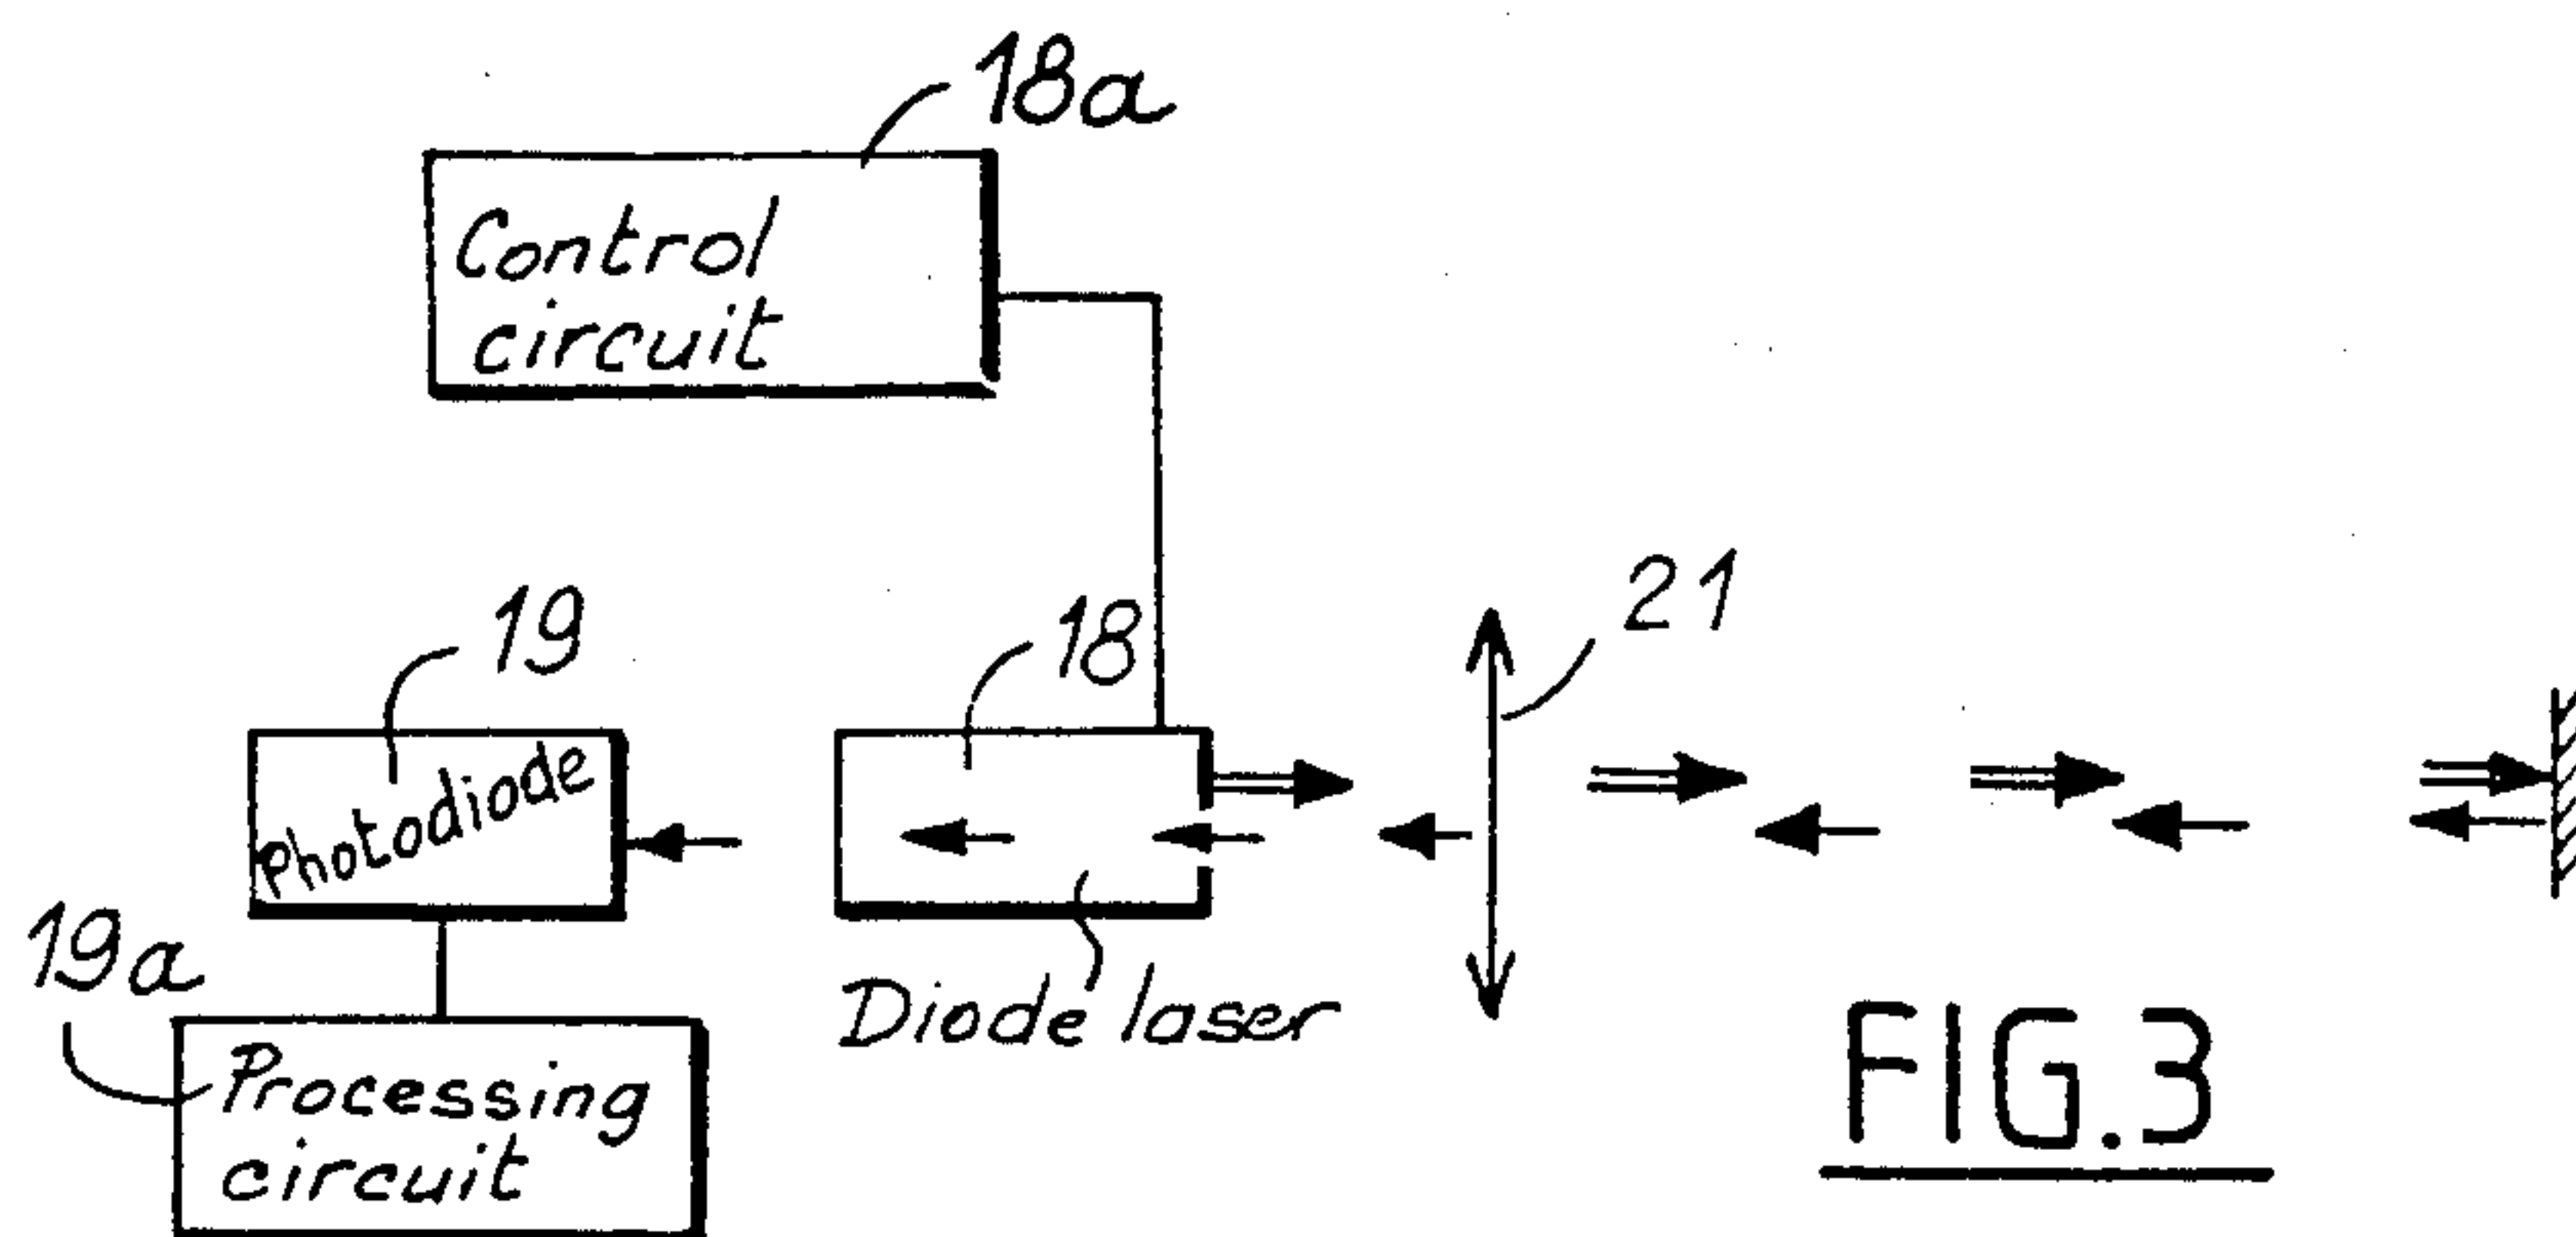 18a
Control
circuit
19
18
21
Photodiode
19a
Diode laser
Processing
circuit
FIG.3